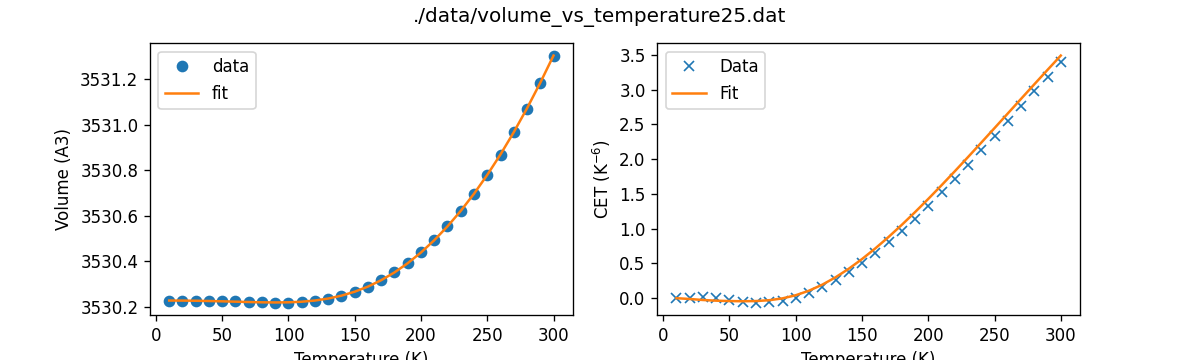 ./data/volume_vs_temperature25.dat
data
fit
3531.2
3531.0
3530.8
3530.6
3530.4
3530.2
Volume (A3)
0 50 100 150 200 250 300
Temperature (K)
Data
Fit
3.5
3.0
2.5
2.0
1.5
1.0
0.5
0.0
CET (K⁻⁶)
0 50 100 150 200 250 300
Temperature (K)